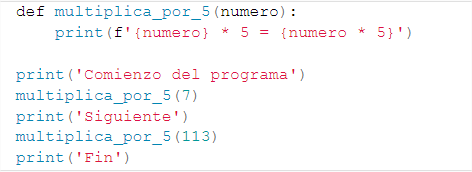 def multiplica_por_5(numero):
    print(f'{numero} * 5 = {numero * 5}')

print('Comienzo del programa')
multiplica_por_5(7)
print('Siguiente')
multiplica_por_5(113)
print('Fin')